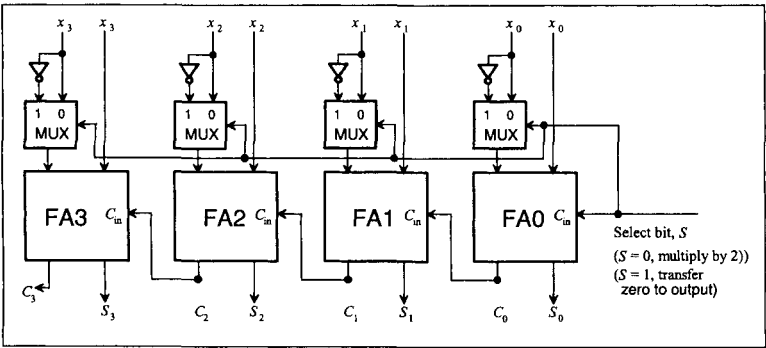 x3 x3 x2 x2 x1 x1 x0 x0
1 0 1 0 1 0 1 0
MUX MUX MUX MUX
FA3 Cin FA2 Cin FA1 Cin FA0 Cin
Select bit, S
(S = 0, multiply by 2))
(S = 1, transfer
zero to output)
C3 S3 C2 S2 C1 S1 C0 S0